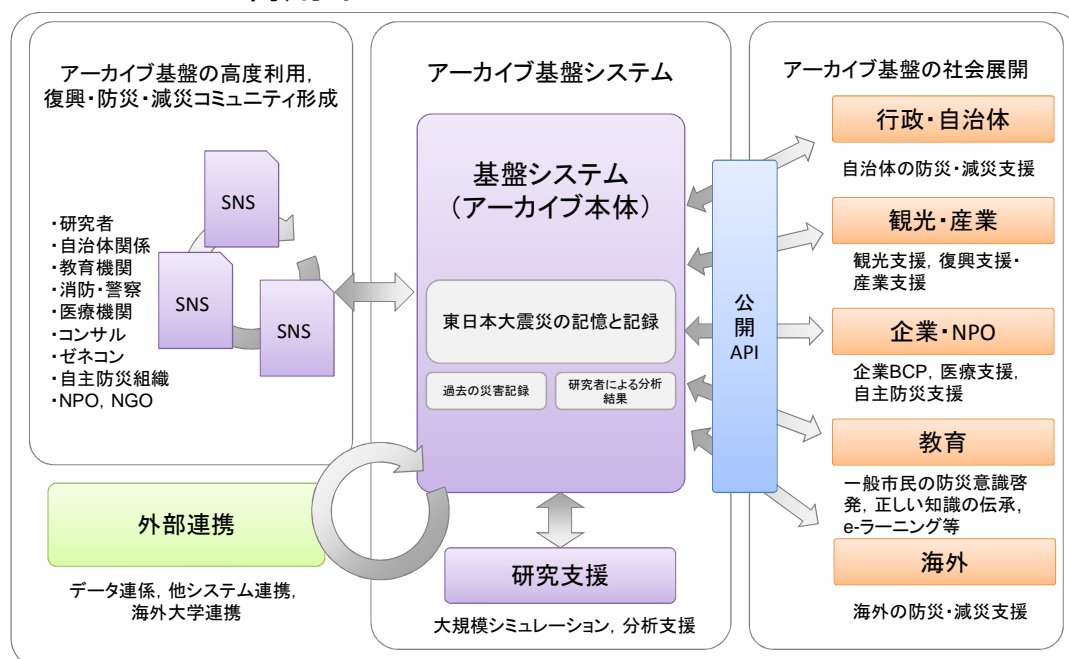 アーカイブ基盤の高度利用,
復興・防災・減災コミュニティ形成
SNS
SNS
SNS
・研究者
・自治体関係
・教育機関
・消防・警察
・医療機関
・コンサル
・ゼネコン
・自主防災組織
・NPO, NGO
外部連携
データ連係, 他システム連携,
海外大学連携
アーカイブ基盤システム
基盤システム
(アーカイブ本体)
東日本大震災の記憶と記録
過去の災害記録
研究者による分析
結果
研究支援
大規模シミュレーション, 分析支援
公
開
API
アーカイブ基盤の社会展開
行政・自治体
自治体の防災・減災支援
観光・産業
観光支援, 復興支援・
産業支援
企業・NPO
企業BCP, 医療支援,
自主防災支援
教育
一般市民の防災意識啓
発, 正しい知識の伝承,
e-ラーニング等
海外
海外の防災・減災支援